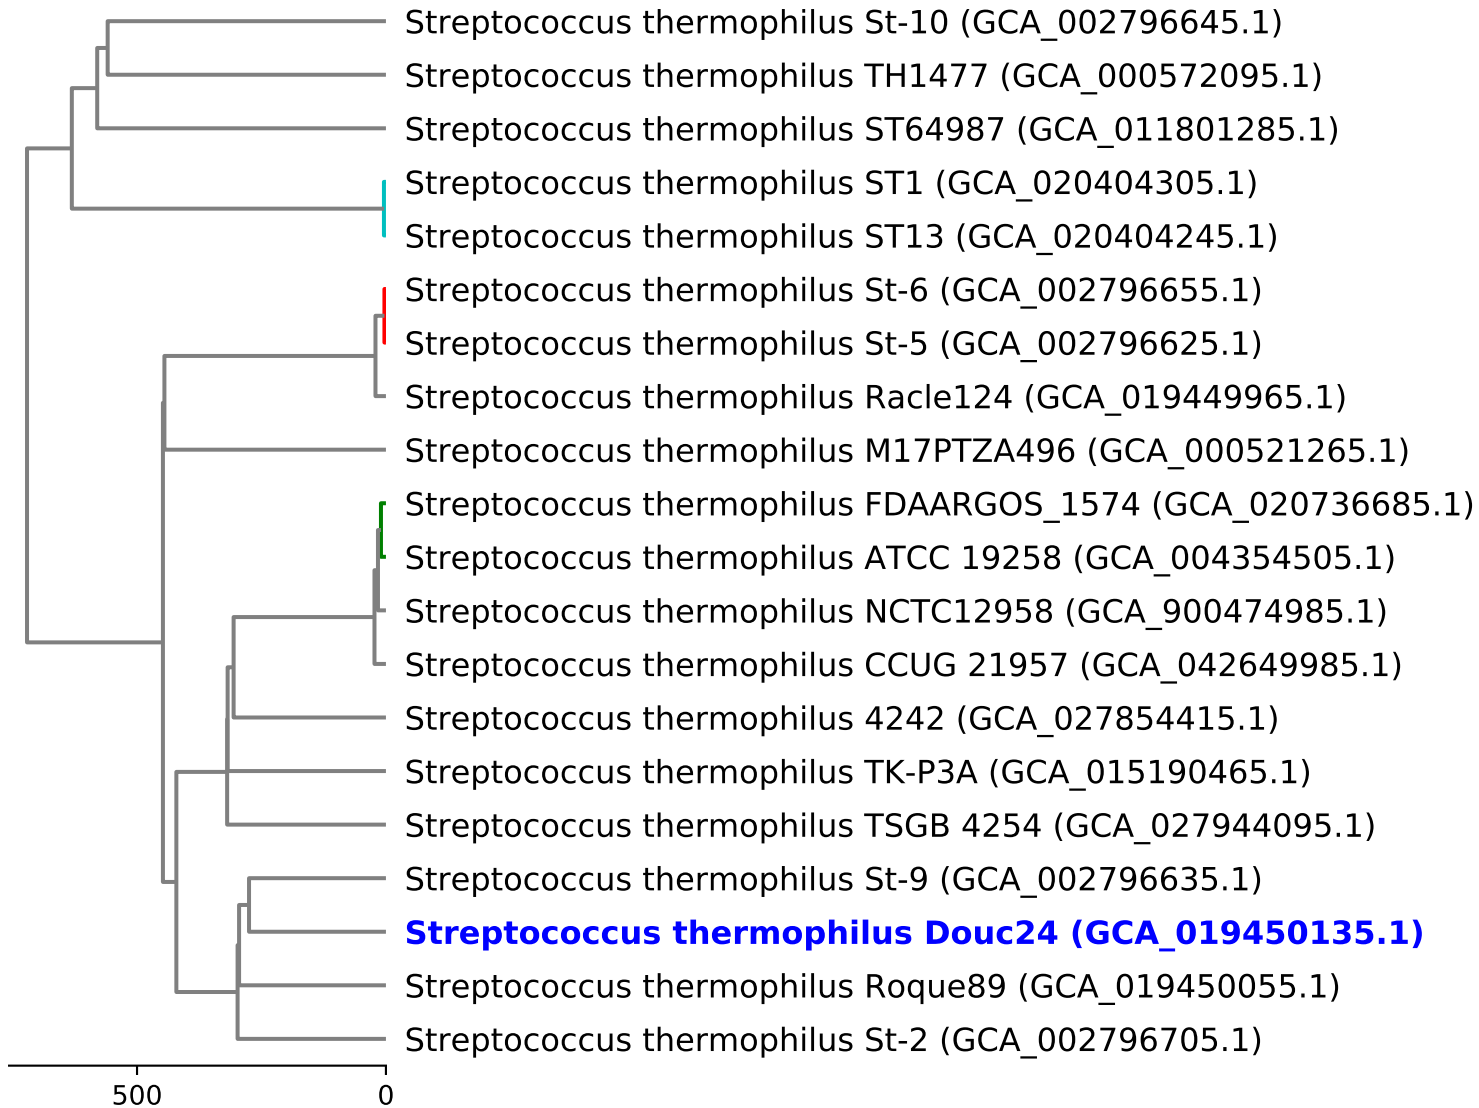 Streptococcus thermophilus St-10 (GCA_002796645.1)
Streptococcus thermophilus TH1477 (GCA_000572095.1)
Streptococcus thermophilus ST64987 (GCA_011801285.1)
Streptococcus thermophilus ST1 (GCA_020404305.1)
Streptococcus thermophilus ST13 (GCA_020404245.1)
Streptococcus thermophilus St-6 (GCA_002796655.1)
Streptococcus thermophilus St-5 (GCA_002796625.1)
Streptococcus thermophilus Racle124 (GCA_019449965.1)
Streptococcus thermophilus M17PTZA496 (GCA_000521265.1)
Streptococcus thermophilus FDAARGOS_1574 (GCA_020736685.1)
Streptococcus thermophilus ATCC 19258 (GCA_004354505.1)
Streptococcus thermophilus NCTC12958 (GCA_900474985.1)
Streptococcus thermophilus CCUG 21957 (GCA_042649985.1)
Streptococcus thermophilus 4242 (GCA_027854415.1)
Streptococcus thermophilus TK-P3A (GCA_015190465.1)
Streptococcus thermophilus TSGB 4254 (GCA_027944095.1)
Streptococcus thermophilus St-9 (GCA_002796635.1)
Streptococcus thermophilus Douc24 (GCA_019450135.1)
Streptococcus thermophilus Roque89 (GCA_019450055.1)
Streptococcus thermophilus St-2 (GCA_002796705.1)
500 0